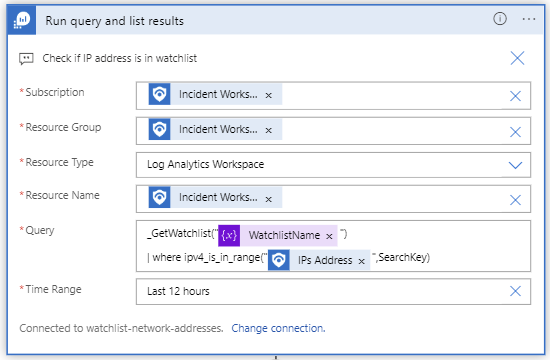 Run query and list results
Check if IP address is in watchlist
* Subscription Incident Works... ×
* Resource Group Incident Works... ×
* Resource Type Log Analytics Workspace
* Resource Name Incident Works... ×
* Query _GetWatchlist("{x} WatchlistName × ")
| where ipv4_is_in_range(" IPs Address × ",SearchKey)
* Time Range Last 12 hours
Connected to watchlist-network-addresses. Change connection.